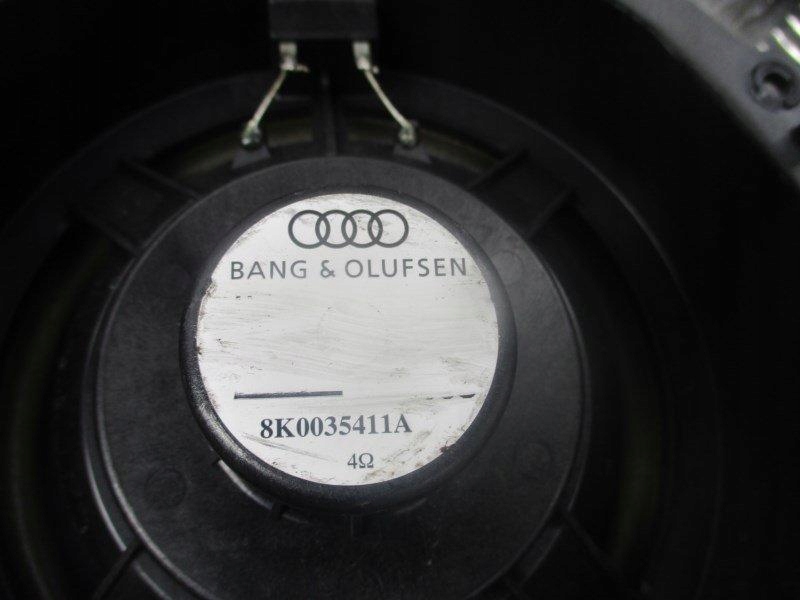 BANG & OLUFSEN
8K0035411A
4Ω